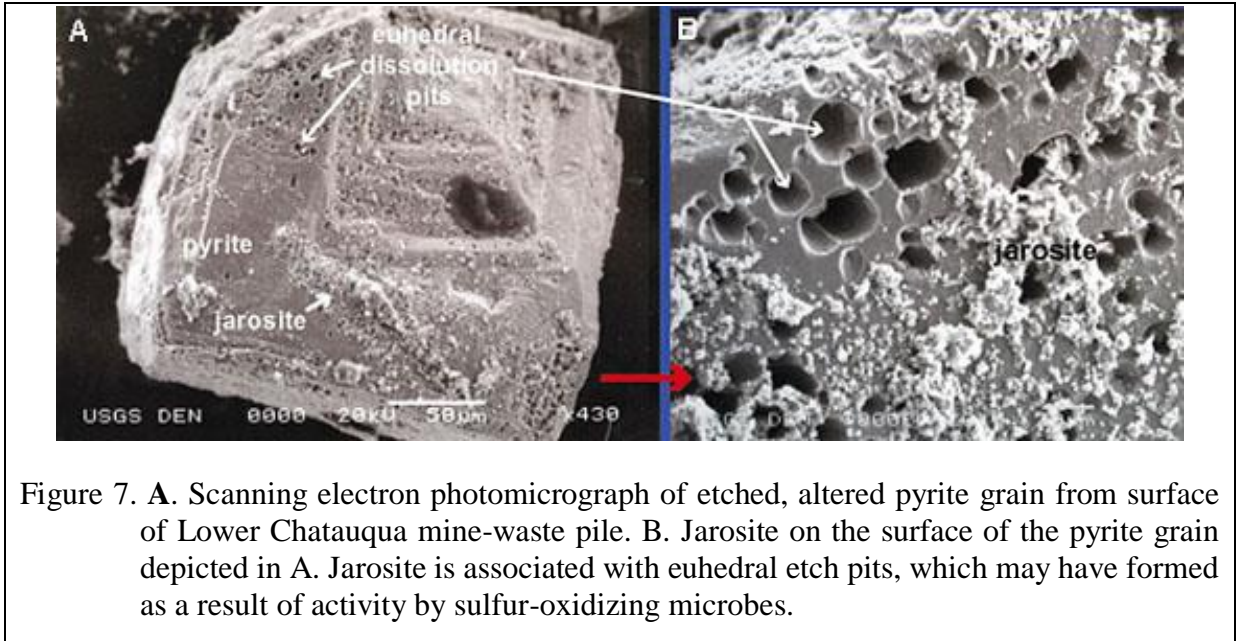 A
euhedral
dissolution
pits
pyrite
jarosite
USGS DEN 0000 20kU 50µm X430
B
jarosite
Figure 7. A. Scanning electron photomicrograph of etched, altered pyrite grain from surface
of Lower Chatauqua mine-waste pile. B. Jarosite on the surface of the pyrite grain
depicted in A. Jarosite is associated with euhedral etch pits, which may have formed
as a result of activity by sulfur-oxidizing microbes.